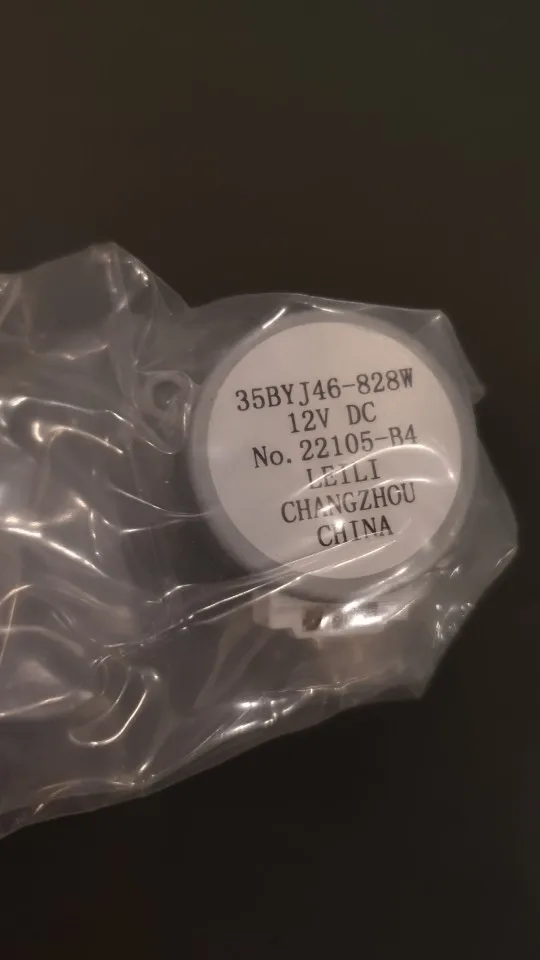 35BYJ46-828W
12V DC
No. 22105-B4
LEILI
CHANGZHOU
CHINA